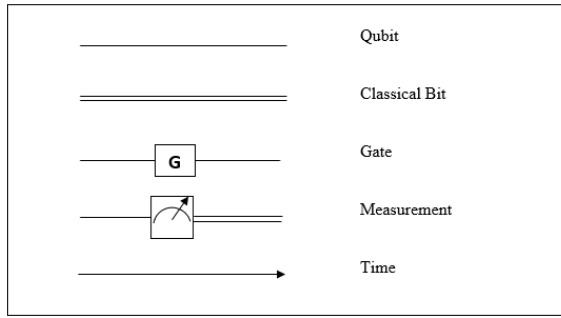 Qubit
Classical Bit
G
Gate
Measurement
Time